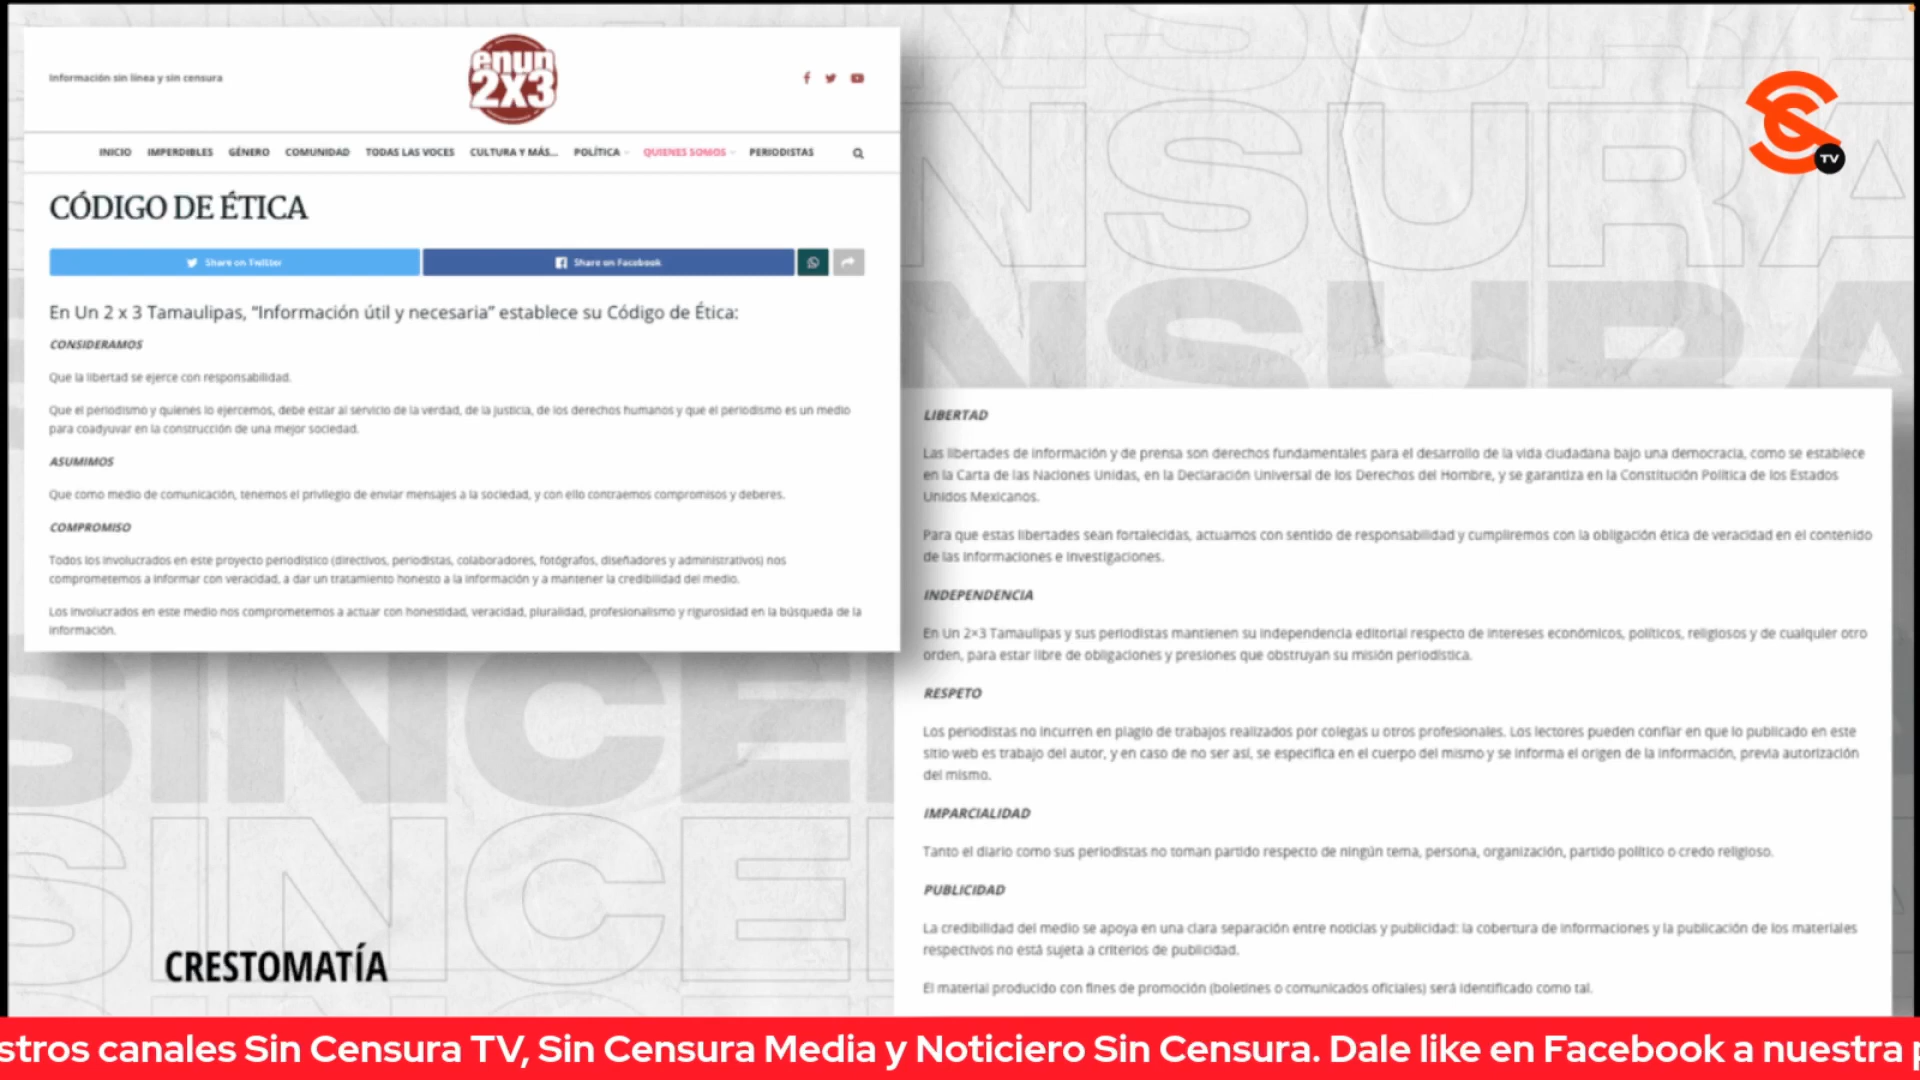 Información sin línea y sin censura
enun
2X3
INICIO IMPERDIBLES GÉNERO COMUNIDAD TODAS LAS VOCES CULTURA Y MÁS... POLÍTICA QUIENES SOMOS PERIODISTAS
CÓDIGO DE ÉTICA
Share on Twitter Share on Facebook
En Un 2 x 3 Tamaulipas, “Información útil y necesaria” establece su Código de Ética:
CONSIDERAMOS
Que la libertad se ejerce con responsabilidad.
Que el periodismo y quienes lo ejercemos, debe estar al servicio de la verdad, de la justicia, de los derechos humanos y que el periodismo es un medio
para coadyuvar en la construcción de una mejor sociedad.
ASUMIMOS
Que como medio de comunicación, tenemos el privilegio de enviar mensajes a la sociedad, y con ello contraemos compromisos y deberes.
COMPROMISO
Todos los involucrados en este proyecto periodístico (directivos, periodistas, colaboradores, fotógrafos, diseñadores y administrativos) nos
comprometemos a informar con veracidad, a dar un tratamiento honesto a la información y a mantener la credibilidad del medio.
Los involucrados en este medio nos comprometemos a actuar con honestidad, veracidad, pluralidad, profesionalismo y rigurosidad en la búsqueda de la
información.
TV
LIBERTAD
Las libertades de información y de prensa son derechos fundamentales para el desarrollo de la vida ciudadana bajo una democracia, como se establece
en la Carta de las Naciones Unidas, en la Declaración Universal de los Derechos del Hombre, y se garantiza en la Constitución Política de los Estados
Unidos Mexicanos.
Para que estas libertades sean fortalecidas, actuamos con sentido de responsabilidad y cumpliremos con la obligación ética de veracidad en el contenido
de las informaciones e investigaciones.
INDEPENDENCIA
En Un 2×3 Tamaulipas y sus periodistas mantienen su independencia editorial respecto de intereses económicos, políticos, religiosos y de cualquier otro
orden, para estar libre de obligaciones y presiones que obstruyan su misión periodística.
RESPETO
Los periodistas no incurren en plagio de trabajos realizados por colegas u otros profesionales. Los lectores pueden confiar en que lo publicado en este
sitio web es trabajo del autor, y en caso de no ser así, se especifica en el cuerpo del mismo y se informa el origen de la información, previa autorización
del mismo.
IMPARCIALIDAD
Tanto el diario como sus periodistas no toman partido respecto de ningún tema, persona, organización, partido político o credo religioso.
PUBLICIDAD
La credibilidad del medio se apoya en una clara separación entre noticias y publicidad: la cobertura de informaciones y la publicación de los materiales
respectivos no está sujeta a criterios de publicidad.
El material producido con fines de promoción (boletines o comunicados oficiales) será identificado como tal.
CRESTOMATÍA
stros canales Sin Censura TV, Sin Censura Media y Noticiero Sin Censura. Dale like en Facebook a nuestra p